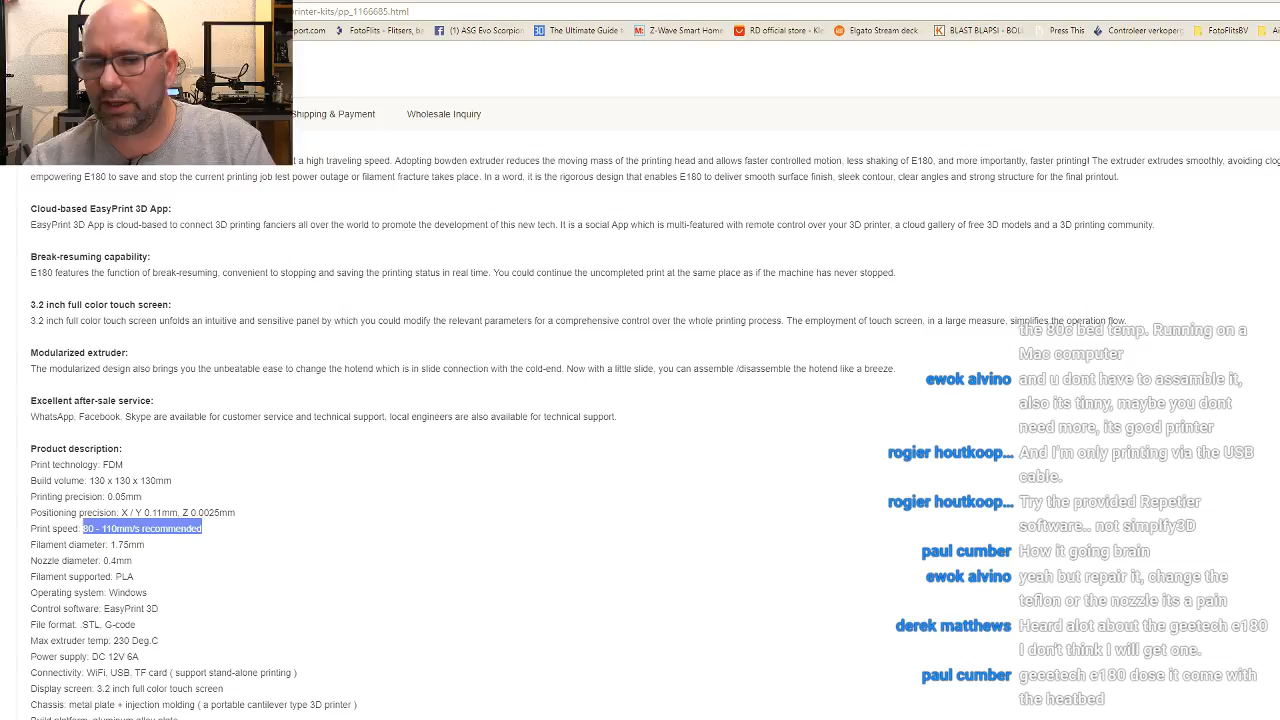 rinter-kits/pp_1166685.html
port.com FotoFlits - Flitsers, be (1) ASG Evo Scorpion The Ultimate Guide t Z-Wave Smart Home RD official store - Kle Elgato Stream deck BLAST BLAPSI - BOLI Press This Controleer verkoperg FotoFlitsBV
Shipping & Payment Wholesale Inquiry
t a high traveling speed. Adopting bowden extruder reduces the moving mass of the printing head and allows faster controlled motion, less shaking of E180, and more importantly, faster printing! The extruder extrudes smoothly, avoiding clog
empowering E180 to save and stop the current printing job lest power outage or filament fracture takes place. In a word, it is the rigorous design that enables E180 to deliver smooth surface finish, sleek contour, clear angles and strong structure for the final printout.
Cloud-based EasyPrint 3D App:
EasyPrint 3D App is cloud-based to connect 3D printing fanciers all over the world to promote the development of this new tech. It is a social App which is multi-featured with remote control over your 3D printer, a cloud gallery of free 3D models and a 3D printing community.
Break-resuming capability:
E180 features the function of break-resuming, convenient to stopping and saving the printing status in real time. You could continue the uncompleted print at the same place as if the machine has never stopped.
3.2 inch full color touch screen:
3.2 inch full color touch screen unfolds an intuitive and sensitive panel by which you could modify the relevant parameters for a comprehensive control over the whole printing process. The employment of touch screen, in a large measure, simplifies the operation flow.
Modularized extruder:
The modularized design also brings you the unbeatable ease to change the hotend which is in slide connection with the cold-end. Now with a little slide, you can assemble /disassemble the hotend like a breeze.
Excellent after-sale service:
WhatsApp, Facebook, Skype are available for customer service and technical support, local engineers are also available for technical support.
Product description:
Print technology: FDM
Build volume: 130 x 130 x 130mm
Printing precision: 0.05mm
Positioning precision: X / Y 0.11mm, Z 0.0025mm
Print speed: 80 - 110mm/s recommended
Filament diameter: 1.75mm
Nozzle diameter: 0.4mm
Filament supported: PLA
Operating system: Windows
Control software: EasyPrint 3D
File format: .STL, G-code
Max extruder temp: 230 Deg.C
Power supply: DC 12V 6A
Connectivity: WiFi, USB, TF card ( support stand-alone printing )
Display screen: 3.2 inch full color touch screen
Chassis: metal plate + injection molding ( a portable cantilever type 3D printer )
Build platform: aluminum alloy plate
the 80c bed temp. Running on a
Mac computer
ewok alvino and u dont have to assamble it,
also its tinny, maybe you dont
need more, its good printer
rogier houtkoop... And I'm only printing via the USB
cable.
rogier houtkoop... Try the provided Repetier
software.. not simplfy3D
paul cumber How it going brain
ewok alvino yeah but repair it, change the
teflon or the nozzle its a pain
derek matthews Heard alot about the geetech e180
I don't think I will get one.
paul cumber geeetech e180 dose it come with
the heatbed